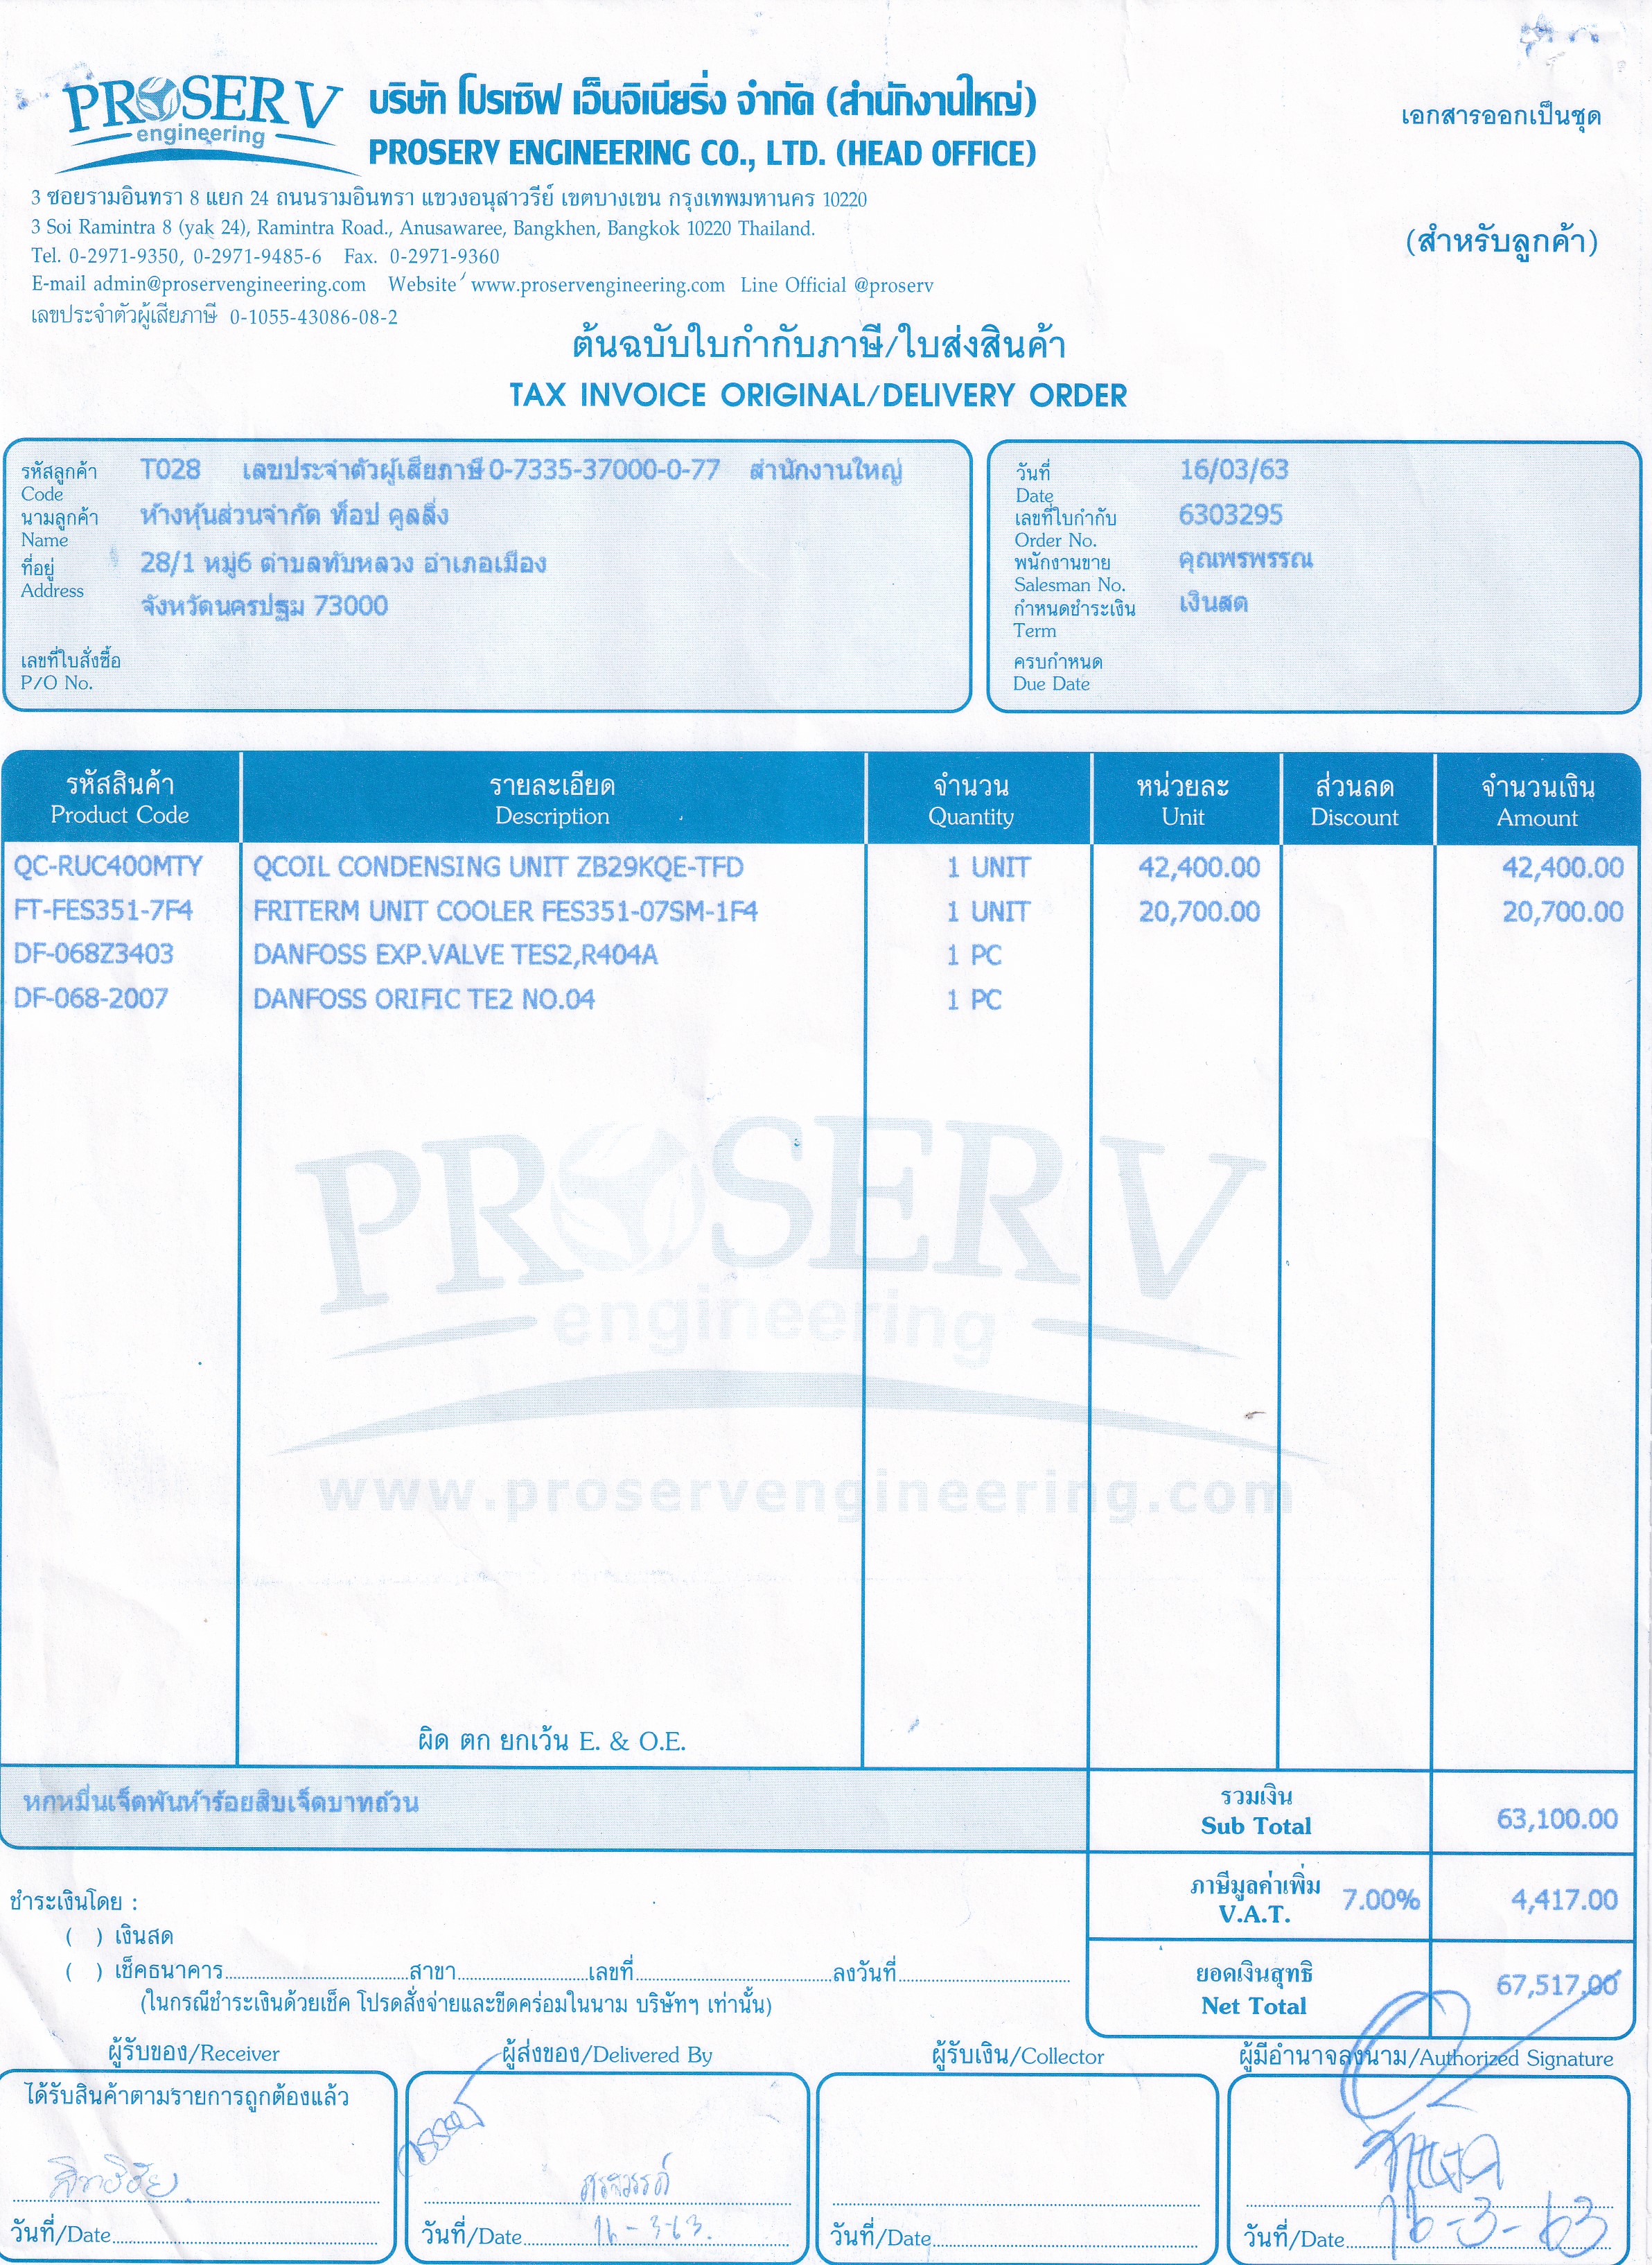 PROSERV
engineering
บริษัท โปรเซิฟ เอ็นจิเนียริ่ง จำกัด (สำนักงานใหญ่)
PROSERV ENGINEERING CO., LTD. (HEAD OFFICE)
เอกสารออกเป็นชุด
3 ซอยรามอินทรา 8 แยก 24 ถนนรามอินทรา แขวงอนุสาวรีย์ เขตบางเขน กรุงเทพมหานคร 10220
3 Soi Ramintra 8 (yak 24), Ramintra Road., Anusawaree, Bangkhen, Bangkok 10220 Thailand.
(สำหรับลูกค้า)
Tel. 0-2971-9350, 0-2971-9485-6 Fax. 0-2971-9360
E-mail admin@proservengineering.com Website www.proservengineering.com Line Official @proserv
เลขประจำตัวผู้เสียภาษี 0-1055-43086-08-2
ต้นฉบับใบกำกับภาษี/ใบส่งสินค้า
TAX INVOICE ORIGINAL/DELIVERY ORDER
รหัสลูกค้า T028 เลขประจำตัวผู้เสียภาษี 0-7335-37000-0-77 สำนักงานใหญ่
Code
นามลูกค้า ห้างหุ้นส่วนจำกัด ท็อป คูลลิ่ง
Name
ที่อยู่ 28/1 หมู่6 ตำบลทับหลวง อำเภอเมือง
Address
จังหวัดนครปฐม 73000
เลขที่ใบสั่งซื้อ
P/O No.
วันที่ 16/03/63
Date
เลขที่ใบกำกับ 6303295
Order No.
พนักงานขาย คุณเพรพรรณ
Salesman No.
กำหนดชำระเงิน เงินสด
Term
ครบกำหนด
Due Date
รหัสสินค้า รายละเอียด จำนวน หน่วยละ ส่วนลด จำนวนเงิน
Product Code Description Quantity Unit Discount Amount
QC-RUC400MTY QCOIL CONDENSING UNIT ZB29KQE-TFD 1 UNIT 42,400.00 42,400.00
FT-FES351-7F4 FRITERM UNIT COOLER FES351-07SM-1F4 1 UNIT 20,700.00 20,700.00
DF-068Z3403 DANFOSS EXP.VALVE TES2,R404A 1 PC
DF-068-2007 DANFOSS ORIFIC TE2 NO.04 1 PC
PROSERV
engineering
www.proservengineering.com
ผิด ตก ยกเว้น E. & O.E.
หกหมื่นเจ็ดพันห้าร้อยสิบเจ็ดบาทถ้วน
รวมเงิน
Sub Total 63,100.00
ภาษีมูลค่าเพิ่ม 7.00% 4,417.00
V.A.T.
ยอดเงินสุทธิ 67,517.00
Net Total
ชำระเงินโดย :
( ) เงินสด
( ) เช็คธนาคาร สาขา เลขที่ ลงวันที่
(ในกรณีชำระเงินด้วยเช็ค โปรดสั่งจ่ายและขีดคร่อมในนาม บริษัทฯ เท่านั้น)
ผู้รับของ/Receiver ผู้ส่งของ/Delivered By ผู้รับเงิน/Collector ผู้มีอำนาจลงนาม/Authorized Signature
ได้รับสินค้าตามรายการถูกต้องแล้ว
สิทธิชัย
วันที่/Date วันที่/Date 16-3-63. วันที่/Date วันที่/Date 16-3-63